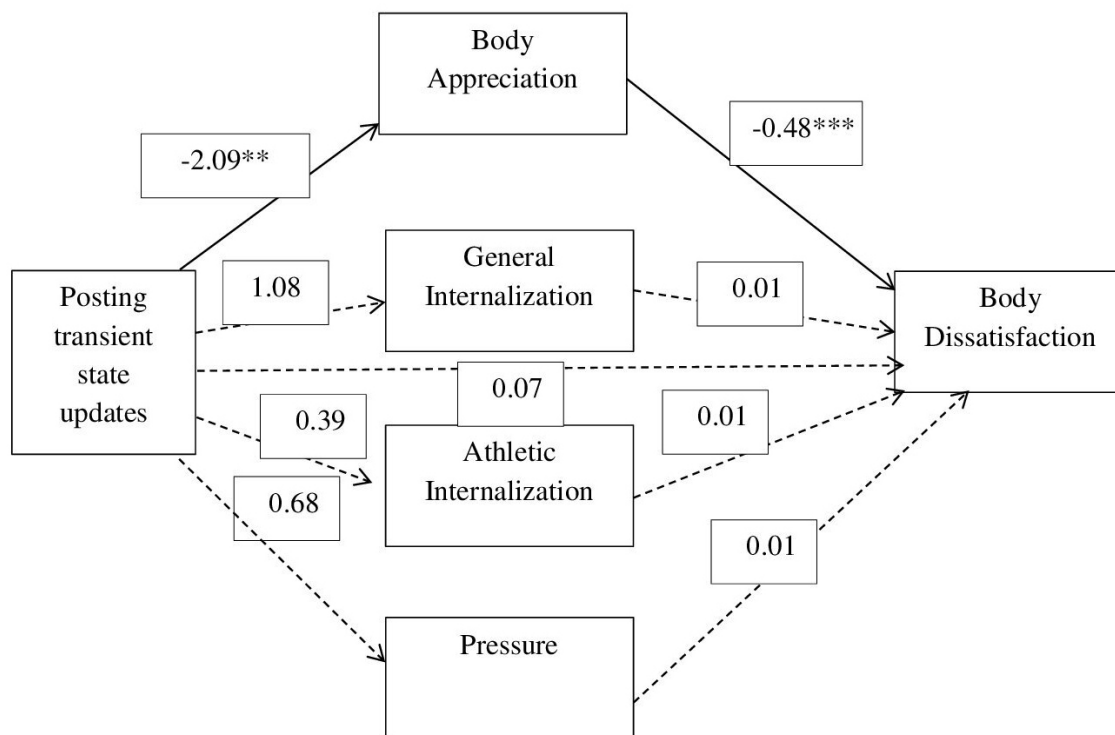 Body
Appreciation
-2.09**
-0.48***
Posting
transient
state
updates
1.08
General
Internalization
0.01
Body
Dissatisfaction
0.07
0.39
Athletic
Internalization
0.01
0.68
Pressure
0.01